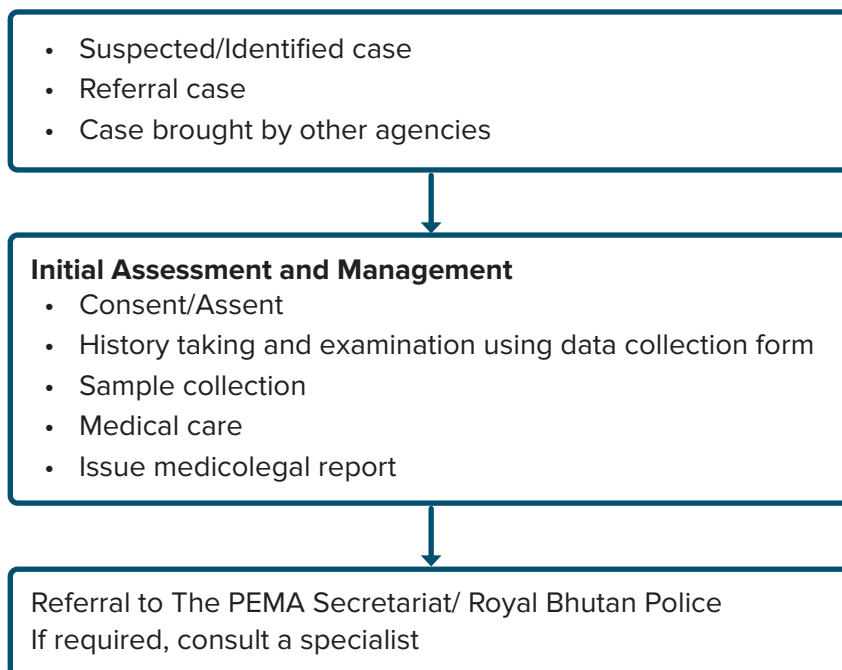 • Suspected/Identified case
• Referral case
• Case brought by other agencies
Initial Assessment and Management
• Consent/Assent
• History taking and examination using data collection form
• Sample collection
• Medical care
• Issue medicolegal report
Referral to The PEMA Secretariat/ Royal Bhutan Police
If required, consult a specialist